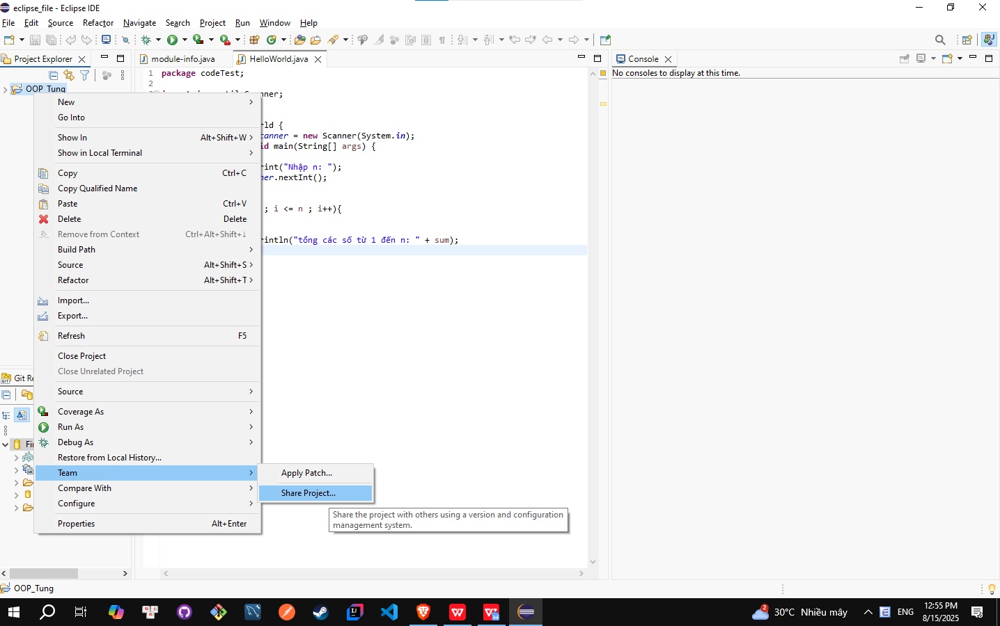 eclipse_file - Eclipse IDE
File Edit Source Refactor Navigate Search Project Run Window Help
Project Explorer
module-info.java
HelloWorld.java
Console
No consoles to display at this time.
OOP_Tung
1 package codeTest;
2
nner;
rld {
canner = new Scanner(System.in);
id main(String[] args) {
rint("Nhập n: ");
ner.nextInt();
; i <= n ; i++){
rintln("tổng các số từ 1 đến n: " + sum);
New
Go Into
Show In Alt+Shift+W
Show in Local Terminal
Copy Ctrl+C
Copy Qualified Name
Paste Ctrl+V
Delete Delete
Remove from Context Ctrl+Alt+Shift+↓
Build Path
Source Alt+Shift+S
Refactor Alt+Shift+T
Import...
Export...
Refresh F5
Close Project
Close Unrelated Project
Source
Coverage As
Run As
Debug As
Restore from Local History...
Team
Compare With
Configure
Properties Alt+Enter
Apply Patch...
Share Project...
Share the project with others using a version and configuration
management system.
Git Re
Fir
OOP_Tung
2
30°C Nhiều mây
ENG
12:55 PM
8/15/2025